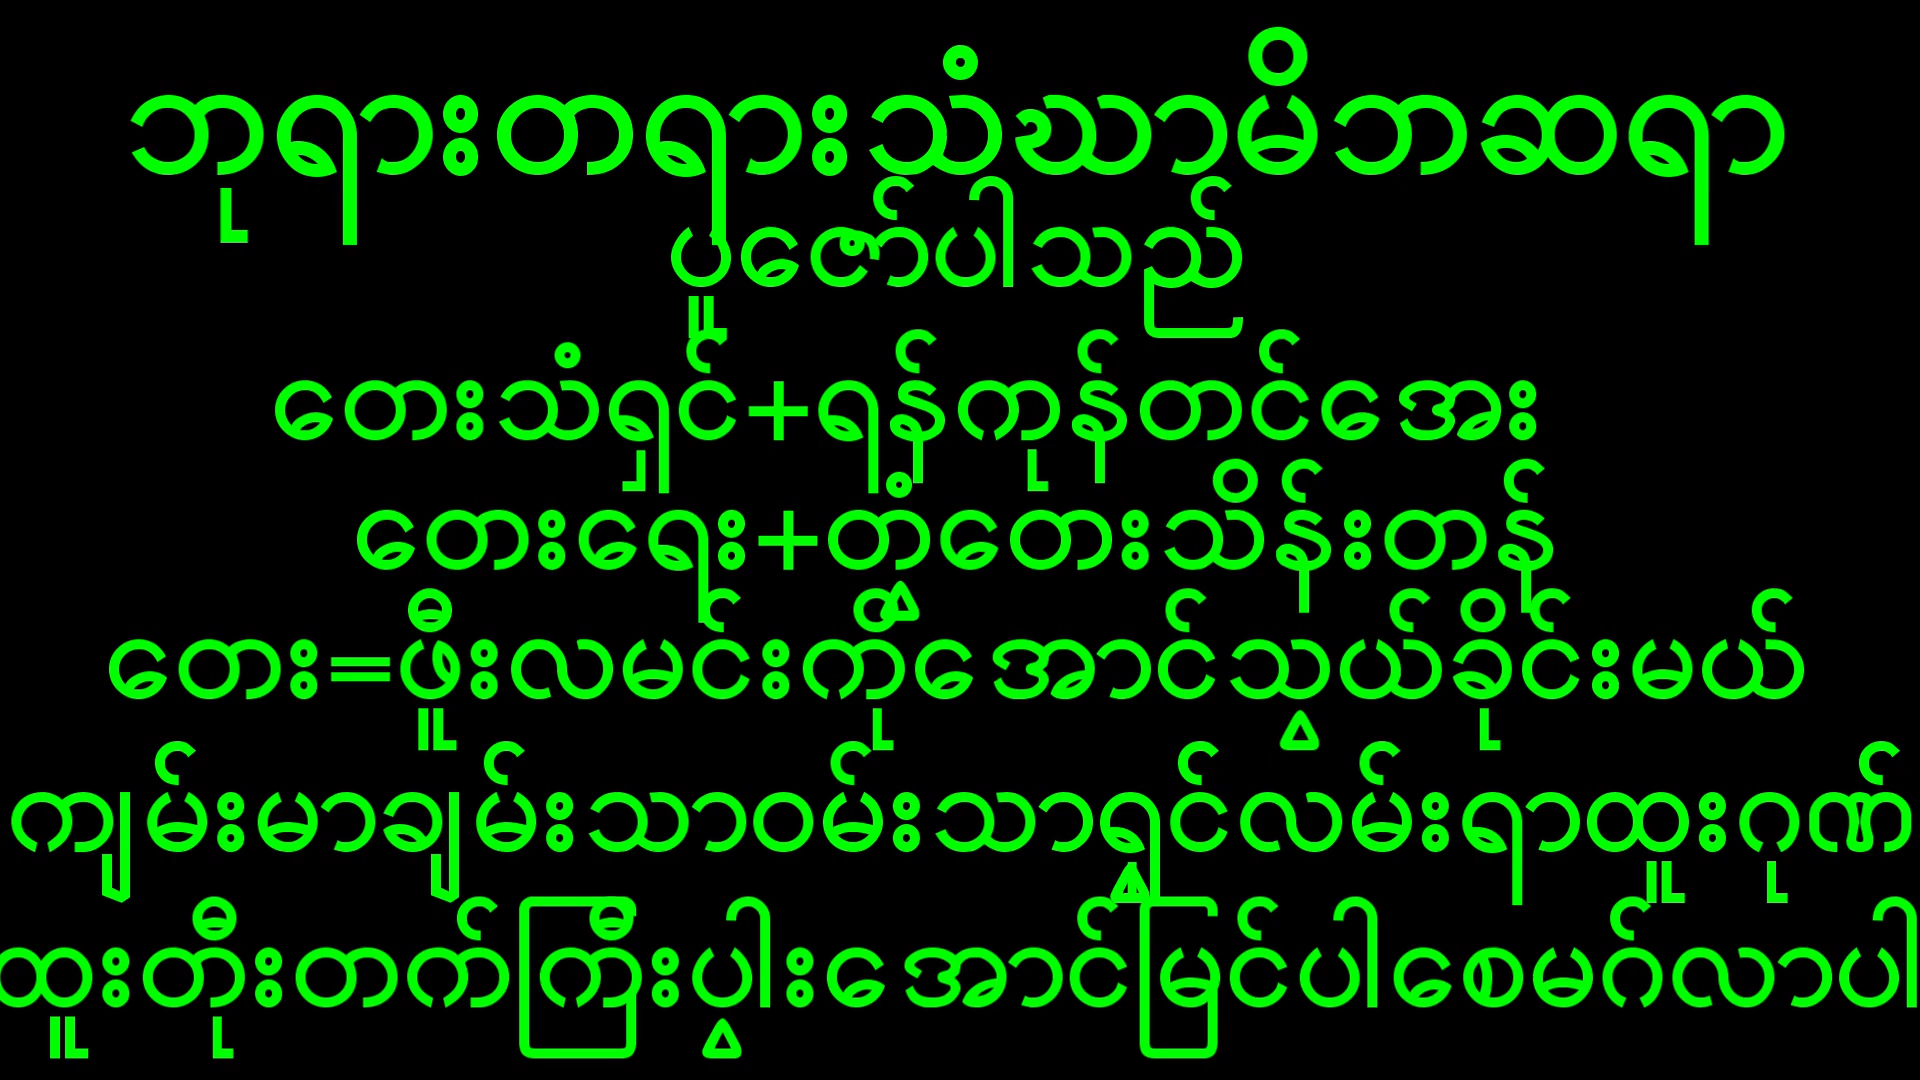 ဘုရားတရားသံဃာမိဘဆရာ
ပူဇော်ပါသည်
တေးသံရှင်+ရန်ကုန်တင်အေး
တေးရေး+တံ့တေးသိန်းတန်
တေး=ဖိူးလမင်းကိုအောင်သွယ်ခိုင်းမယ်
ကျမ်းမာချမ်းသာဝမ်းသာရွှင်လမ်းရာထူးဂုဏ်
ထူးတိုးတက်ကြီးပွါးအောင်မြင်ပါစေမင်္ဂလာပါ